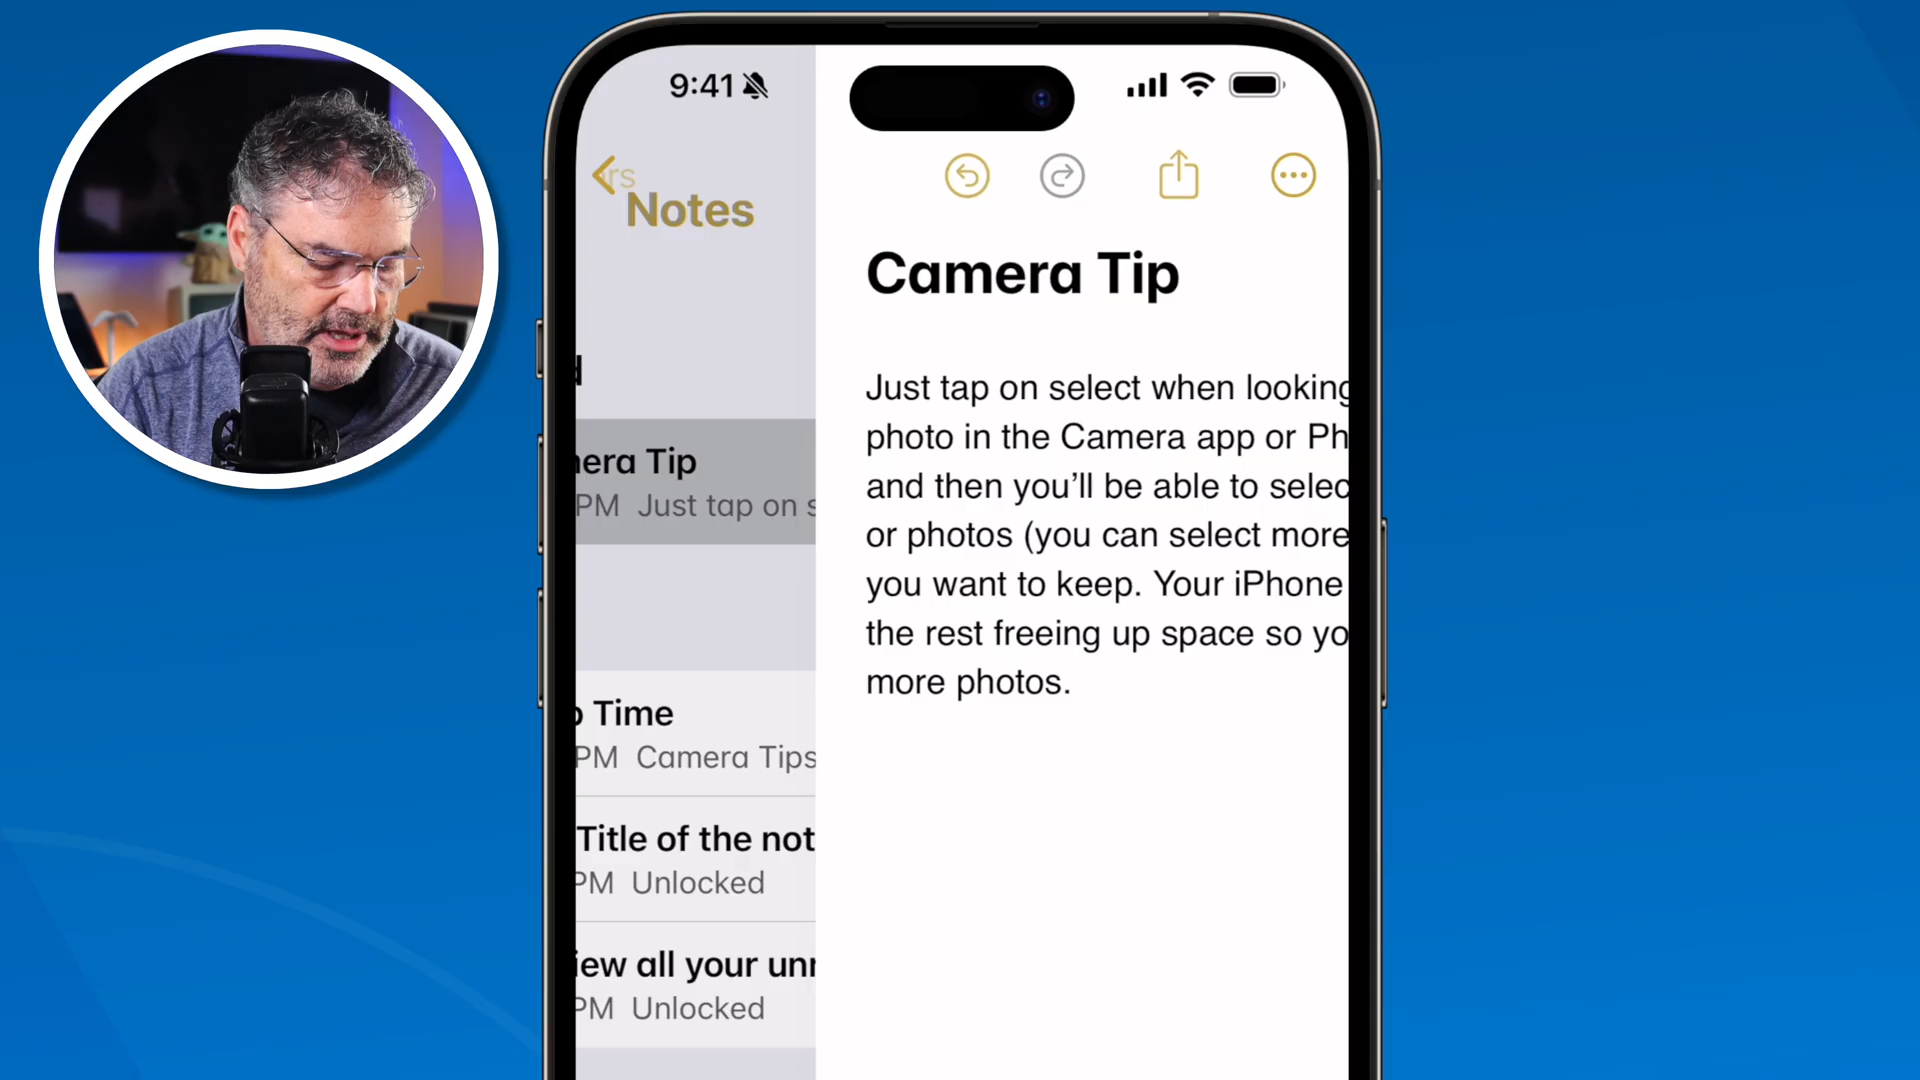 9:41
rs
Notes
Camera Tip
Just tap on select when looking
photo in the Camera app or Ph
and then you'll be able to selec
or photos (you can select more
you want to keep. Your iPhone
the rest freeing up space so yo
more photos.
d
nera Tip
PM Just tap on s
o Time
PM Camera Tips
Title of the not
PM Unlocked
iew all your unr
PM Unlocked